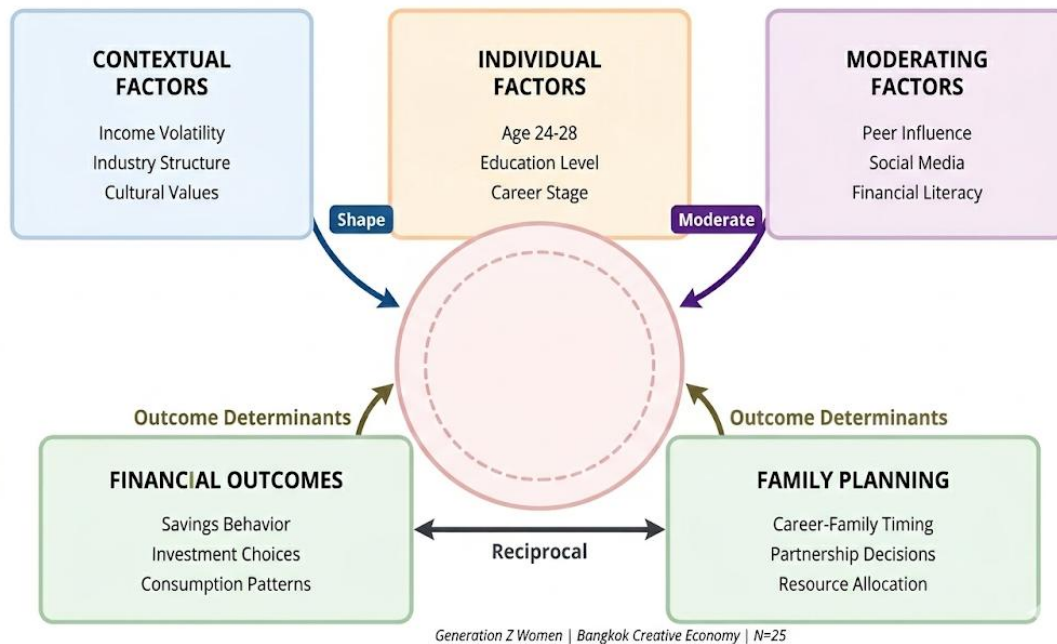 CONTEXTUAL
FACTORS
Income Volatility
Industry Structure
Cultural Values
INDIVIDUAL
FACTORS
Age 24-28
Education Level
Career Stage
MODERATING
FACTORS
Peer Influence
Social Media
Financial Literacy
Shape
Moderate
Outcome Determinants
Outcome Determinants
FINANCIAL OUTCOMES
Savings Behavior
Investment Choices
Consumption Patterns
Reciprocal
FAMILY PLANNING
Career-Family Timing
Partnership Decisions
Resource Allocation
Generation Z Women | Bangkok Creative Economy | N=25